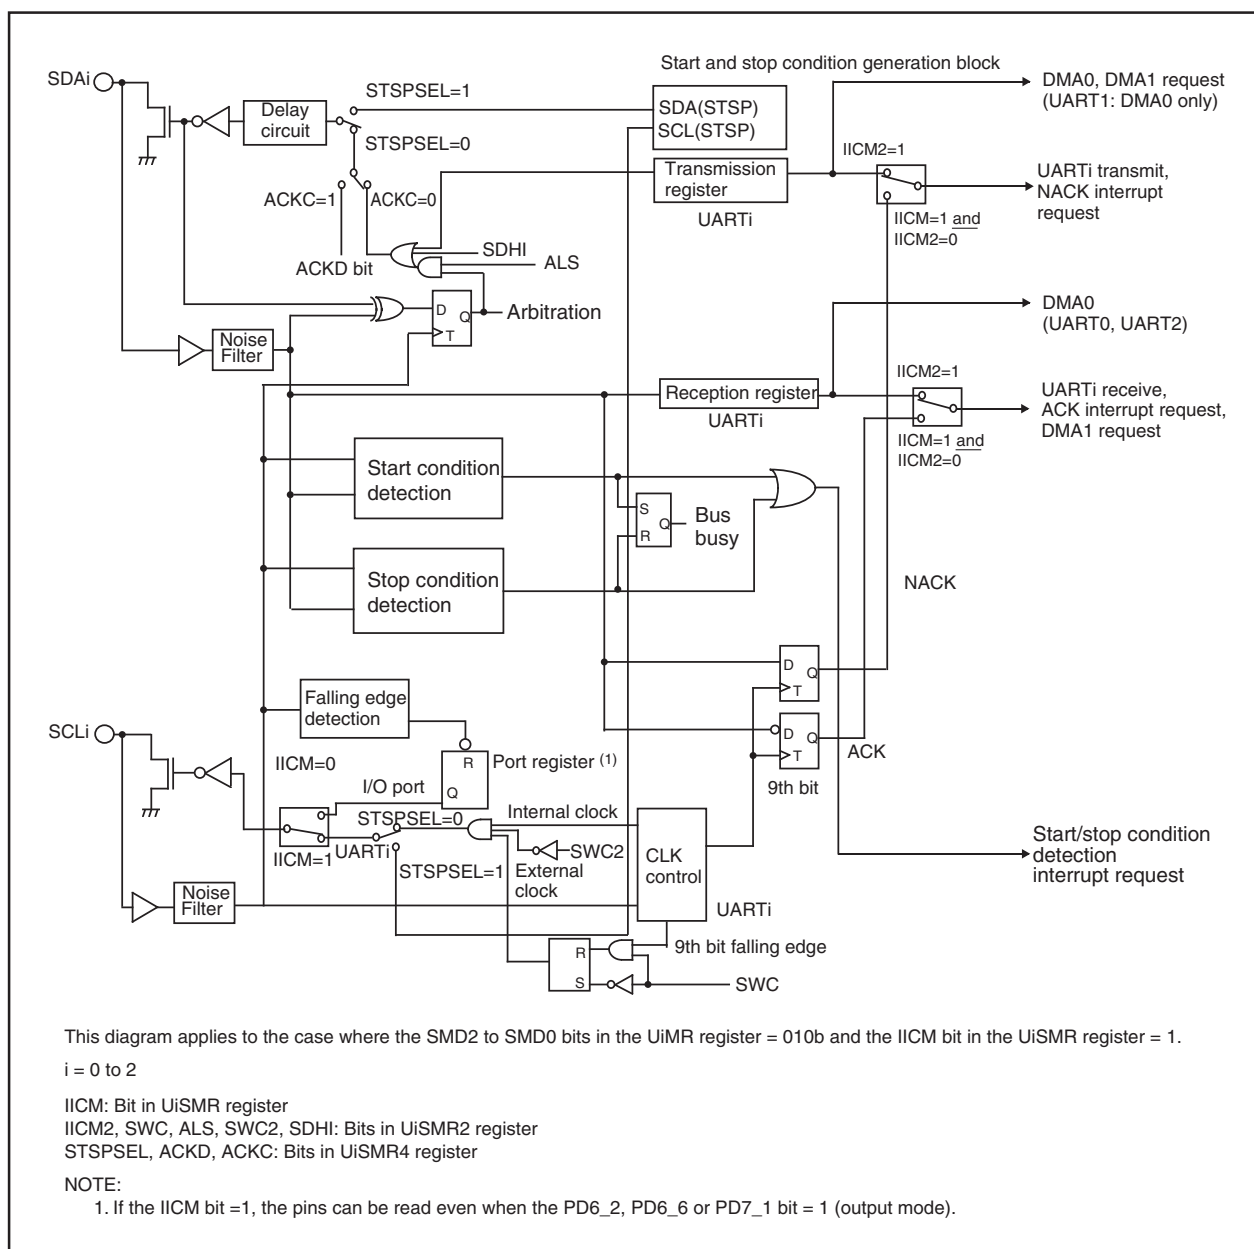 Start and stop condition generation block
SDAi
STSPSEL=1
Delay
circuit
STSPSEL=0
SDA(STSP)
SCL(STSP)
DMA0, DMA1 request
(UART1: DMA0 only)
IICM2=1
Transmission
register
UARTi
UARTi transmit,
NACK interrupt
request
IICM=1 and
IICM2=0
ACKC=1
ACKC=0
ACKD bit
SDHI
ALS
D
Q
T
Arbitration
Noise
Filter
DMA0
(UART0, UART2)
IICM2=1
Reception register
UARTi
UARTi receive,
ACK interrupt request,
DMA1 request
IICM=1 and
IICM2=0
Start condition
detection
S
Q
R
Bus
busy
Stop condition
detection
NACK
D
Q
T
Falling edge
detection
SCLi
D
Q
T
ACK
9th bit
R
Q
Port register (1)
IICM=0
I/O port
STSPSEL=0
Internal clock
IICM=1
UARTi
SWC2
STSPSEL=1
External
clock
CLK
control
UARTi
Start/stop condition
detection
interrupt request
Noise
Filter
R
S
9th bit falling edge
SWC
This diagram applies to the case where the SMD2 to SMD0 bits in the UiMR register = 010b and the IICM bit in the UiSMR register = 1.
i = 0 to 2
IICM: Bit in UiSMR register
IICM2, SWC, ALS, SWC2, SDHI: Bits in UiSMR2 register
STSPSEL, ACKD, ACKC: Bits in UiSMR4 register
NOTE:
1. If the IICM bit =1, the pins can be read even when the PD6_2, PD6_6 or PD7_1 bit = 1 (output mode).